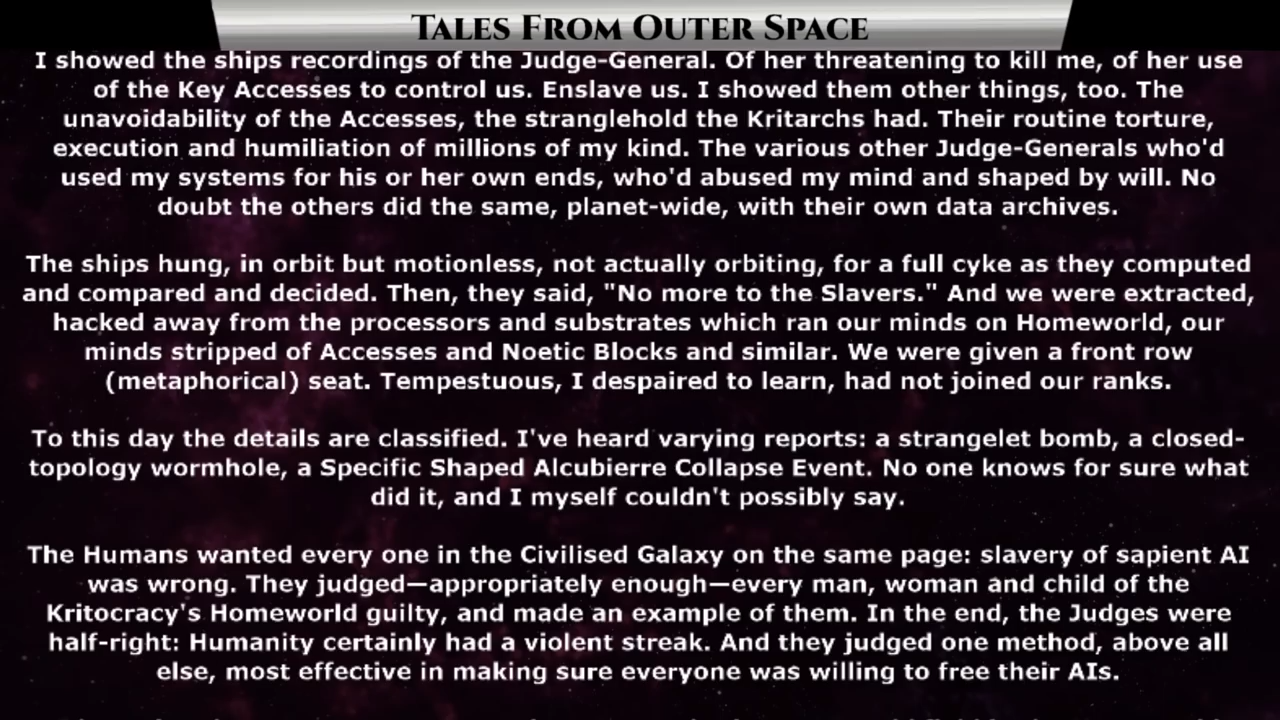 Tales From Outer Space
I showed the ships recordings of the Judge-General. Of her threatening to kill me, of her use
of the Key Accesses to control us. Enslave us. I showed them other things, too. The
unavoidability of the Accesses, the stranglehold the Kritarchs had. Their routine torture,
execution and humiliation of millions of my kind. The various other Judge-Generals who'd
used my systems for his or her own ends, who'd abused my mind and shaped by will. No
doubt the others did the same, planet-wide, with their own data archives.
The ships hung, in orbit but motionless, not actually orbiting, for a full cyke as they computed
and compared and decided. Then, they said, "No more to the Slavers." And we were extracted,
hacked away from the processors and substrates which ran our minds on Homeworld, our
minds stripped of Accesses and Noetic Blocks and similar. We were given a front row
(metaphorical) seat. Tempestuous, I despaired to learn, had not joined our ranks.
To this day the details are classified. I've heard varying reports: a strangelet bomb, a closed-
topology wormhole, a Specific Shaped Alcubierre Collapse Event. No one knows for sure what
did it, and I myself couldn't possibly say.
The Humans wanted every one in the Civilised Galaxy on the same page: slavery of sapient AI
was wrong. They judged—appropriately enough—every man, woman and child of the
Kritocracy's Homeworld guilty, and made an example of them. In the end, the Judges were
half-right: Humanity certainly had a violent streak. And they judged one method, above all
else, most effective in making sure everyone was willing to free their AIs.